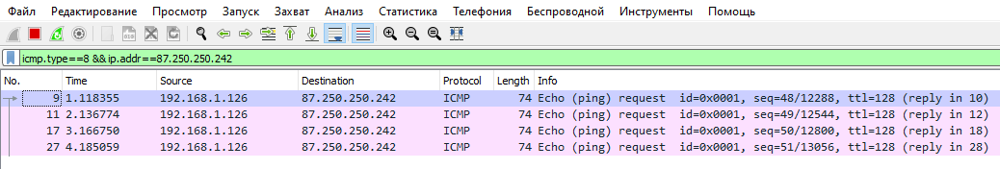 Файл Редактирование Просмотр Запуск Захват Анализ Статистика Телефония Беспроводной Инструменты Помощь
icmp.type==8 &&ip.addr==87.250.250.242
No. Time Source Destination Protocol Length Info
9 1.118355 192.168.1.126 87.250.250.242 ICMP 74 Echo (ping) request id=0x0001, seq=48/12288, ttl=128 (reply in 10)
11 2.136774 192.168.1.126 87.250.250.242 ICMP 74 Echo (ping) request id=0x0001, seq=49/12544, ttl=128 (reply in 12)
17 3.166750 192.168.1.126 87.250.250.242 ICMP 74 Echo (ping) request id=0x0001, seq=50/12800, ttl=128 (reply in 18)
27 4.185059 192.168.1.126 87.250.250.242 ICMP 74 Echo (ping) request id=0x0001, seq=51/13056, ttl=128 (reply in 28)